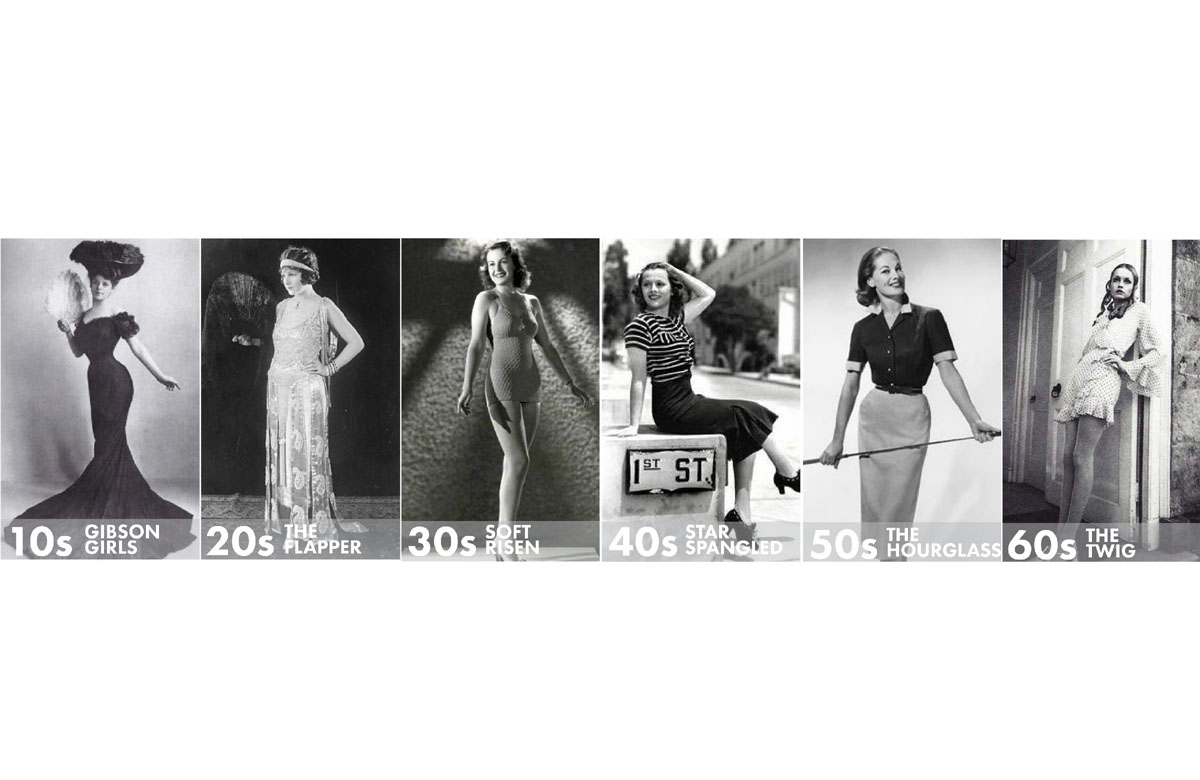 10s GIBSON
GIRLS
20s THE
FLAPPER
30s SOFT
RISEN
1ST ST.
40s STAR
SPANGLED
50s THE
HOURGLASS
60s THE
TWIG